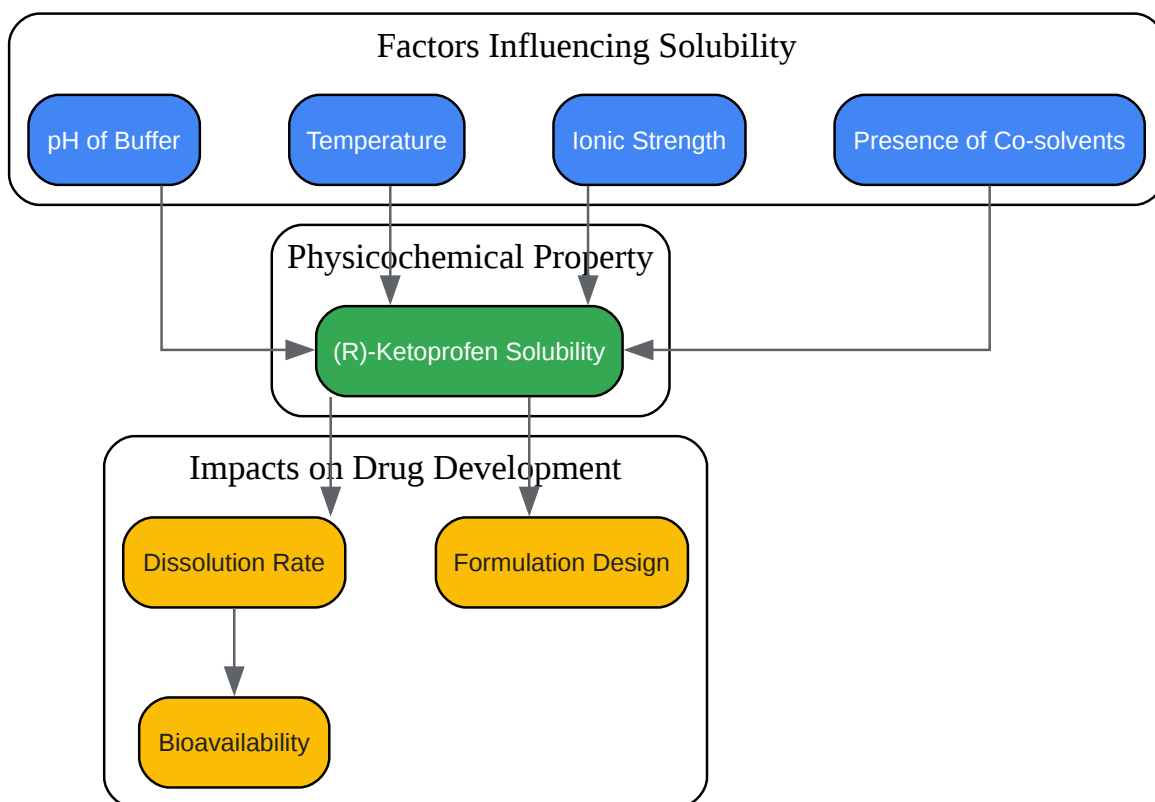 Factors Influencing Solubility
pH of Buffer
Temperature
Ionic Strength
Presence of Co-solvents
Physicochemical Property
(R)-Ketoprofen Solubility
Impacts on Drug Development
Dissolution Rate
Formulation Design
Bioavailability